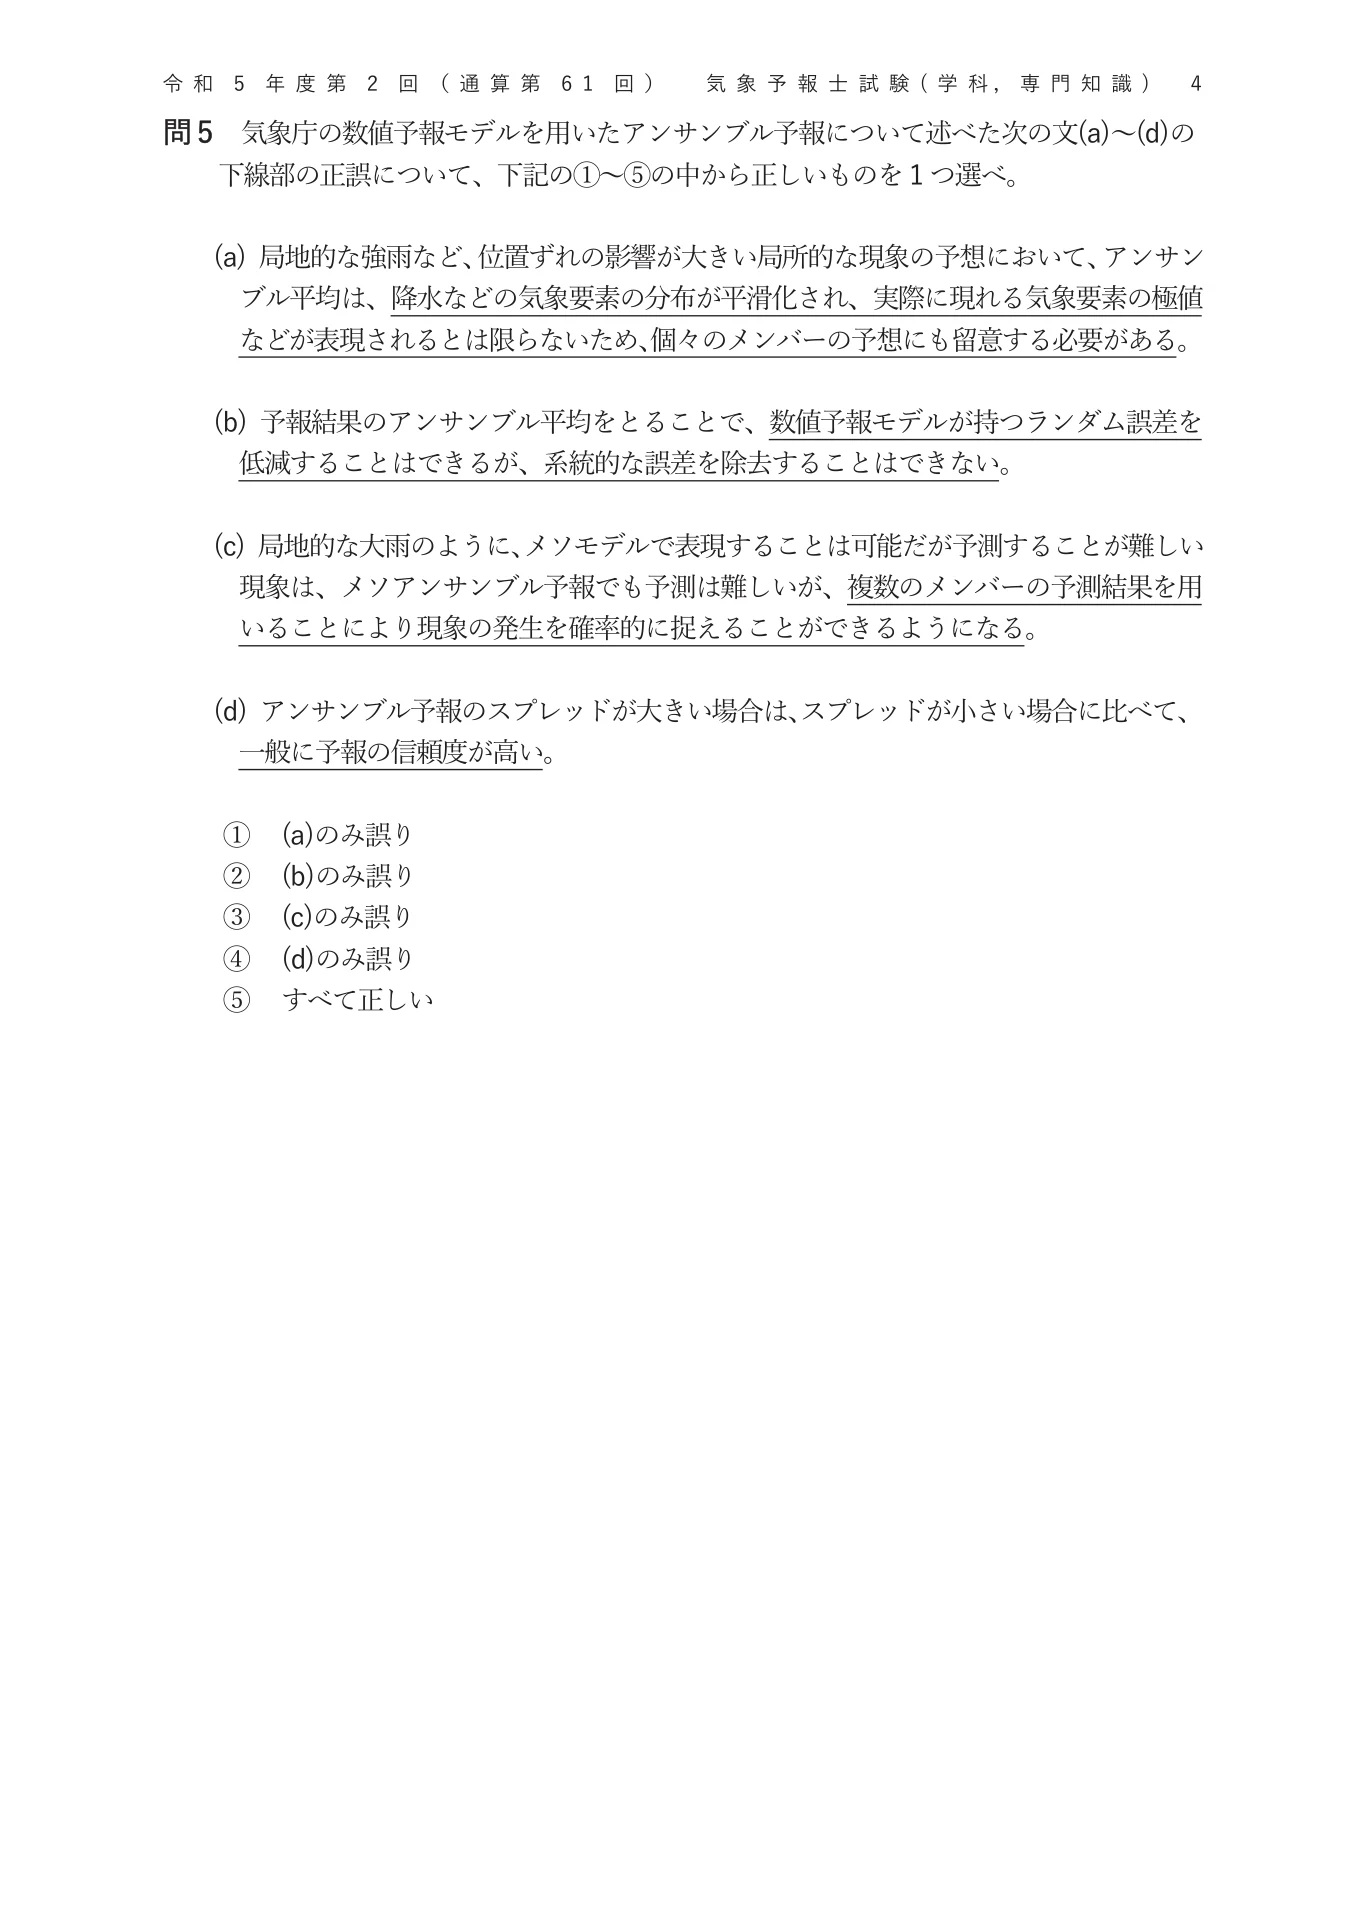 令和5年度第2回（通算第61回） 気象予報士試験(学科，専門知識) 4
問5 気象庁の数値予報モデルを用いたアンサンブル予報について述べた次の文(a)～(d)の
下線部の正誤について、下記の①～⑤の中から正しいものを1つ選べ。
(a) 局地的な強雨など、位置ずれの影響が大きい局所的な現象の予想において、アンサン
ブル平均は、降水などの気象要素の分布が平滑化され、実際に現れる気象要素の極値
などが表現されるとは限らないため、個々のメンバーの予想にも留意する必要がある。
(b) 予報結果のアンサンブル平均をとることで、数値予報モデルが持つランダム誤差を
低減することはできるが、系統的な誤差を除去することはできない。
(c) 局地的な大雨のように、メソモデルで表現することは可能だが予測することが難しい
現象は、メソアンサンブル予報でも予測は難しいが、複数のメンバーの予測結果を用
いることにより現象の発生を確率的に捉えることができるようになる。
(d) アンサンブル予報のスプレッドが大きい場合は、スプレッドが小さい場合に比べて、
一般に予報の信頼度が高い。
① (a)のみ誤り
② (b)のみ誤り
③ (c)のみ誤り
④ (d)のみ誤り
⑤ すべて正しい